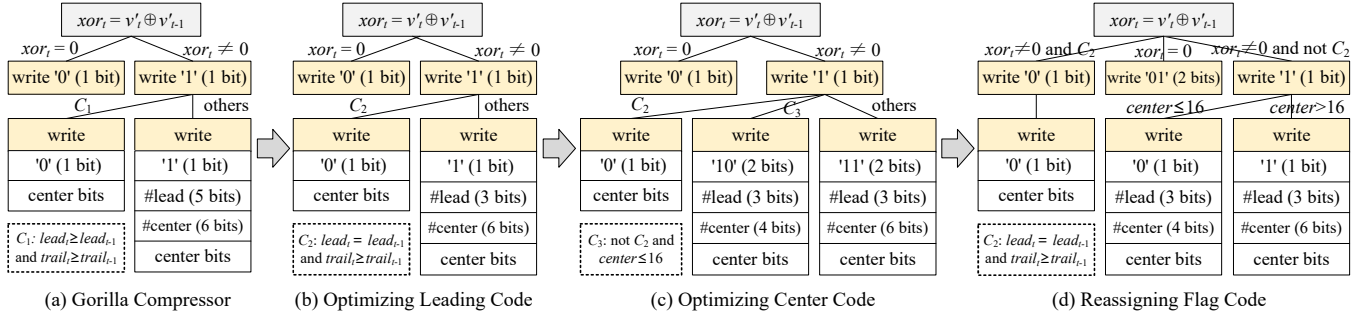 xor_t = v'_t ⊕ v'_{t-1}
xor_t = 0
xor_t ≠ 0
write '0' (1 bit)
write '1' (1 bit)
C_1
others
write
'0' (1 bit)
center bits
write
'1' (1 bit)
#lead (5 bits)
#center (6 bits)
center bits
C_1: lead_t ≥ lead_{t-1}
and trail_t ≥ trail_{t-1}
(a) Gorilla Compressor
xor_t = v'_t ⊕ v'_{t-1}
xor_t = 0
xor_t ≠ 0
write '0' (1 bit)
write '1' (1 bit)
C_2
others
write
'0' (1 bit)
center bits
write
'1' (1 bit)
#lead (3 bits)
#center (6 bits)
center bits
C_2: lead_t = lead_{t-1}
and trail_t ≥ trail_{t-1}
(b) Optimizing Leading Code
xor_t = v'_t ⊕ v'_{t-1}
xor_t = 0
xor_t ≠ 0
write '0' (1 bit)
write '1' (1 bit)
C_2
C_3
others
write
'0' (1 bit)
center bits
write
'10' (2 bits)
#lead (3 bits)
#center (4 bits)
center bits
write
'11' (2 bits)
#lead (3 bits)
#center (6 bits)
center bits
C_3: not C_2 and
center ≤ 16
(c) Optimizing Center Code
xor_t = v'_t ⊕ v'_{t-1}
xor_t ≠ 0 and C_2
xor_t = 0
xor_t ≠ 0 and not C_2
write '0' (1 bit)
write '01' (2 bits)
write '1' (1 bit)
center ≤ 16
center > 16
write
'0' (1 bit)
center bits
write
'0' (1 bit)
#lead (3 bits)
#center (4 bits)
center bits
write
'1' (1 bit)
#lead (3 bits)
#center (6 bits)
center bits
C_2: lead_t = lead_{t-1}
and trail_t ≥ trail_{t-1}
(d) Reassigning Flag Code